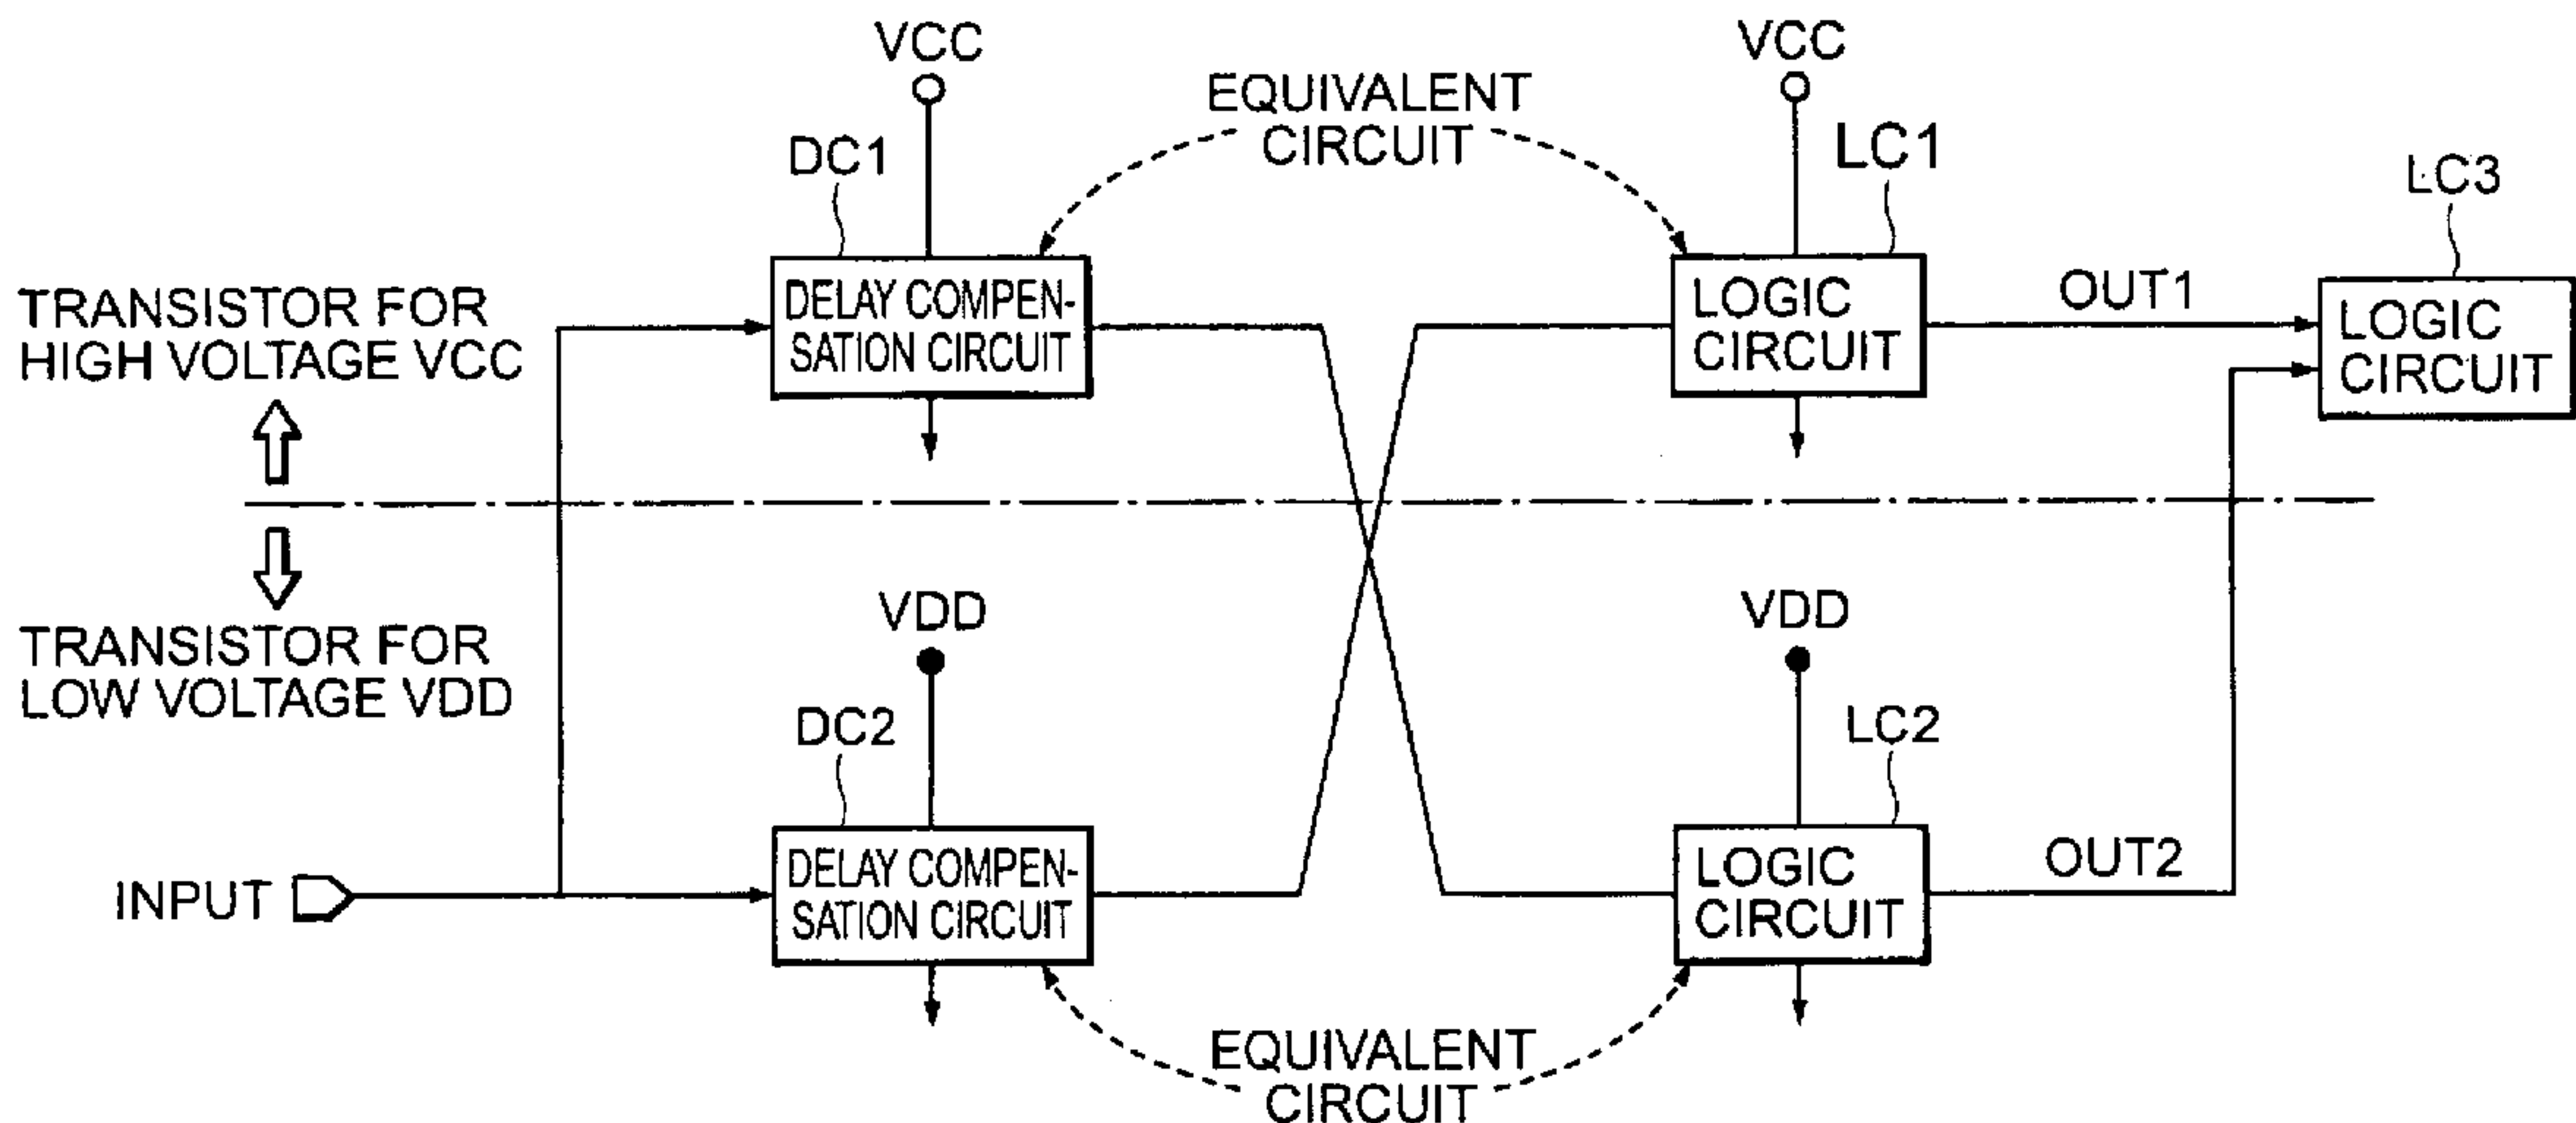 VCC
VCC
EQUIVALENT
CIRCUIT
DC1
LC1
LC3
TRANSISTOR FOR
HIGH VOLTAGE VCC
DELAY COMPEN-
SATION CIRCUIT
LOGIC
CIRCUIT
OUT1
LOGIC
CIRCUIT
TRANSISTOR FOR
LOW VOLTAGE VDD
VDD
VDD
DC2
LC2
INPUT
DELAY COMPEN-
SATION CIRCUIT
LOGIC
CIRCUIT
OUT2
EQUIVALENT
CIRCUIT